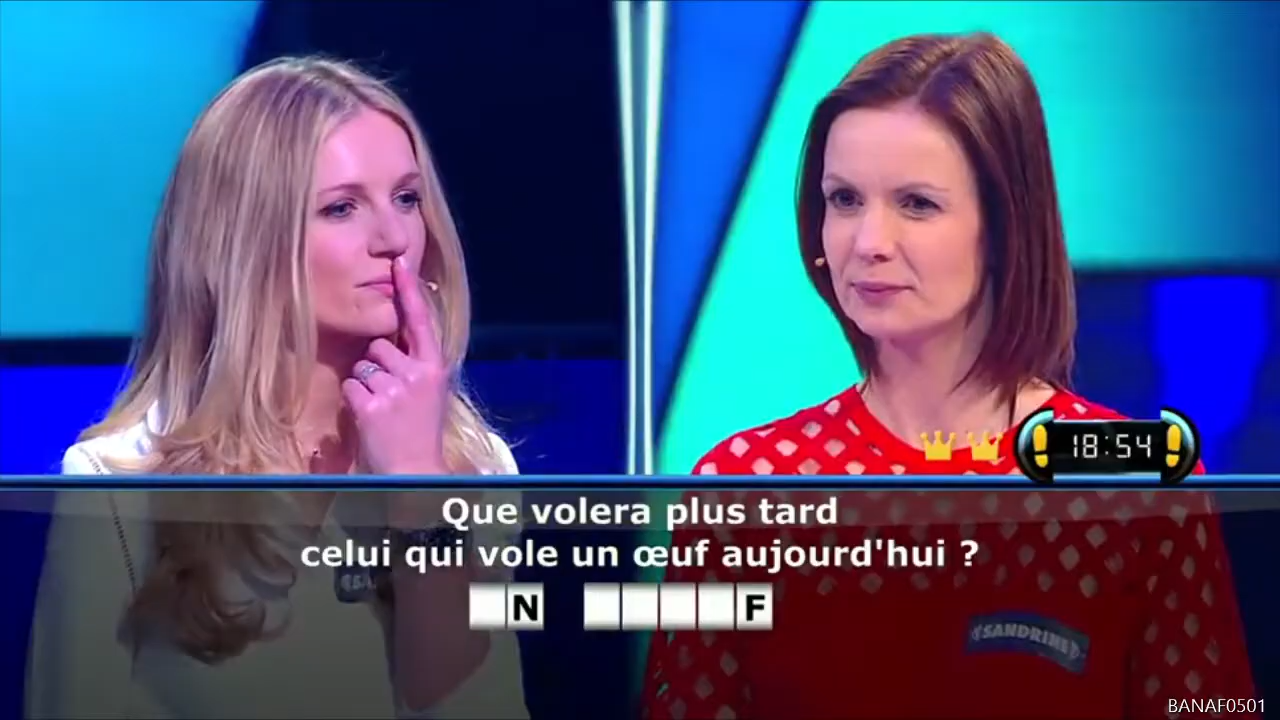 18:54
Que volera plus tard
celui qui vole un œuf aujourd'hui ?
N F
SANDRINE
BANAF0501